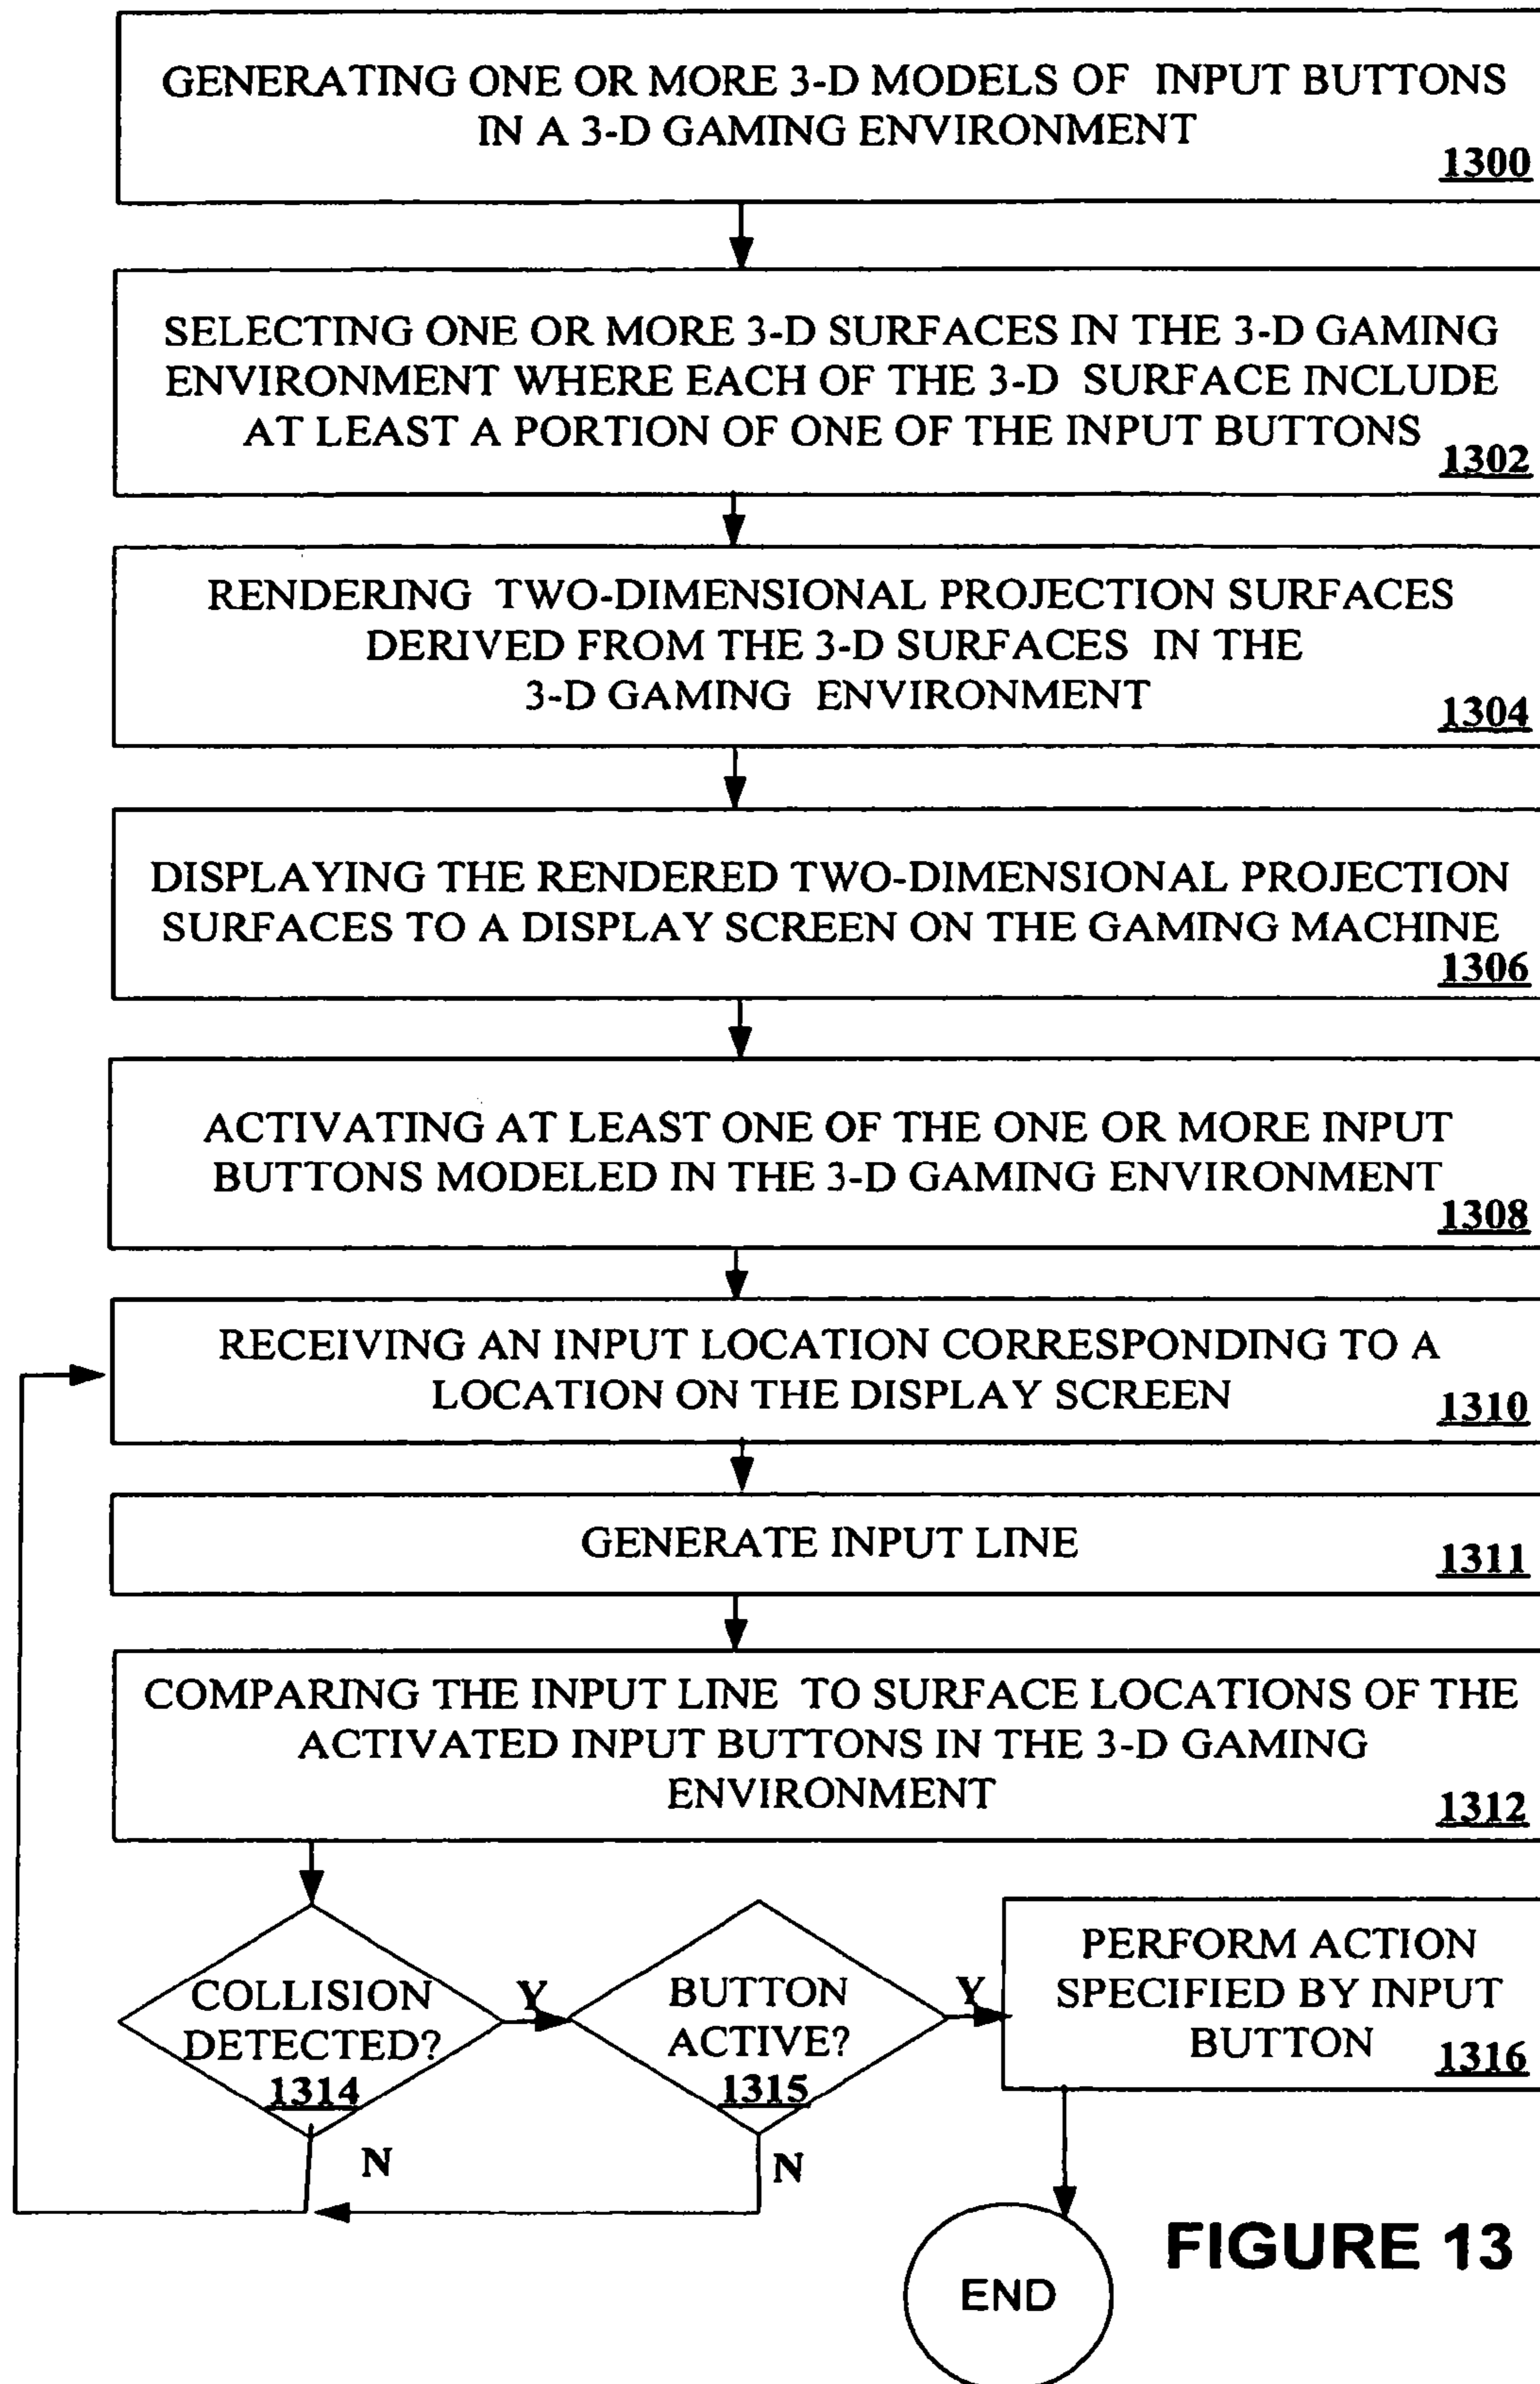 GENERATING ONE OR MORE 3-D MODELS OF INPUT BUTTONS
IN A 3-D GAMING ENVIRONMENT
1300
SELECTING ONE OR MORE 3-D SURFACES IN THE 3-D GAMING
ENVIRONMENT WHERE EACH OF THE 3-D SURFACE INCLUDE
AT LEAST A PORTION OF ONE OF THE INPUT BUTTONS
1302
RENDERING TWO-DIMENSIONAL PROJECTION SURFACES
DERIVED FROM THE 3-D SURFACES IN THE
3-D GAMING ENVIRONMENT
1304
DISPLAYING THE RENDERED TWO-DIMENSIONAL PROJECTION
SURFACES TO A DISPLAY SCREEN ON THE GAMING MACHINE
1306
ACTIVATING AT LEAST ONE OF THE ONE OR MORE INPUT
BUTTONS MODELED IN THE 3-D GAMING ENVIRONMENT
1308
RECEIVING AN INPUT LOCATION CORRESPONDING TO A
LOCATION ON THE DISPLAY SCREEN
1310
GENERATE INPUT LINE
1311
COMPARING THE INPUT LINE TO SURFACE LOCATIONS OF THE
ACTIVATED INPUT BUTTONS IN THE 3-D GAMING
ENVIRONMENT
1312
COLLISION
DETECTED?
1314
Y
N
BUTTON
ACTIVE?
1315
Y
N
PERFORM ACTION
SPECIFIED BY INPUT
BUTTON
1316
END
FIGURE 13